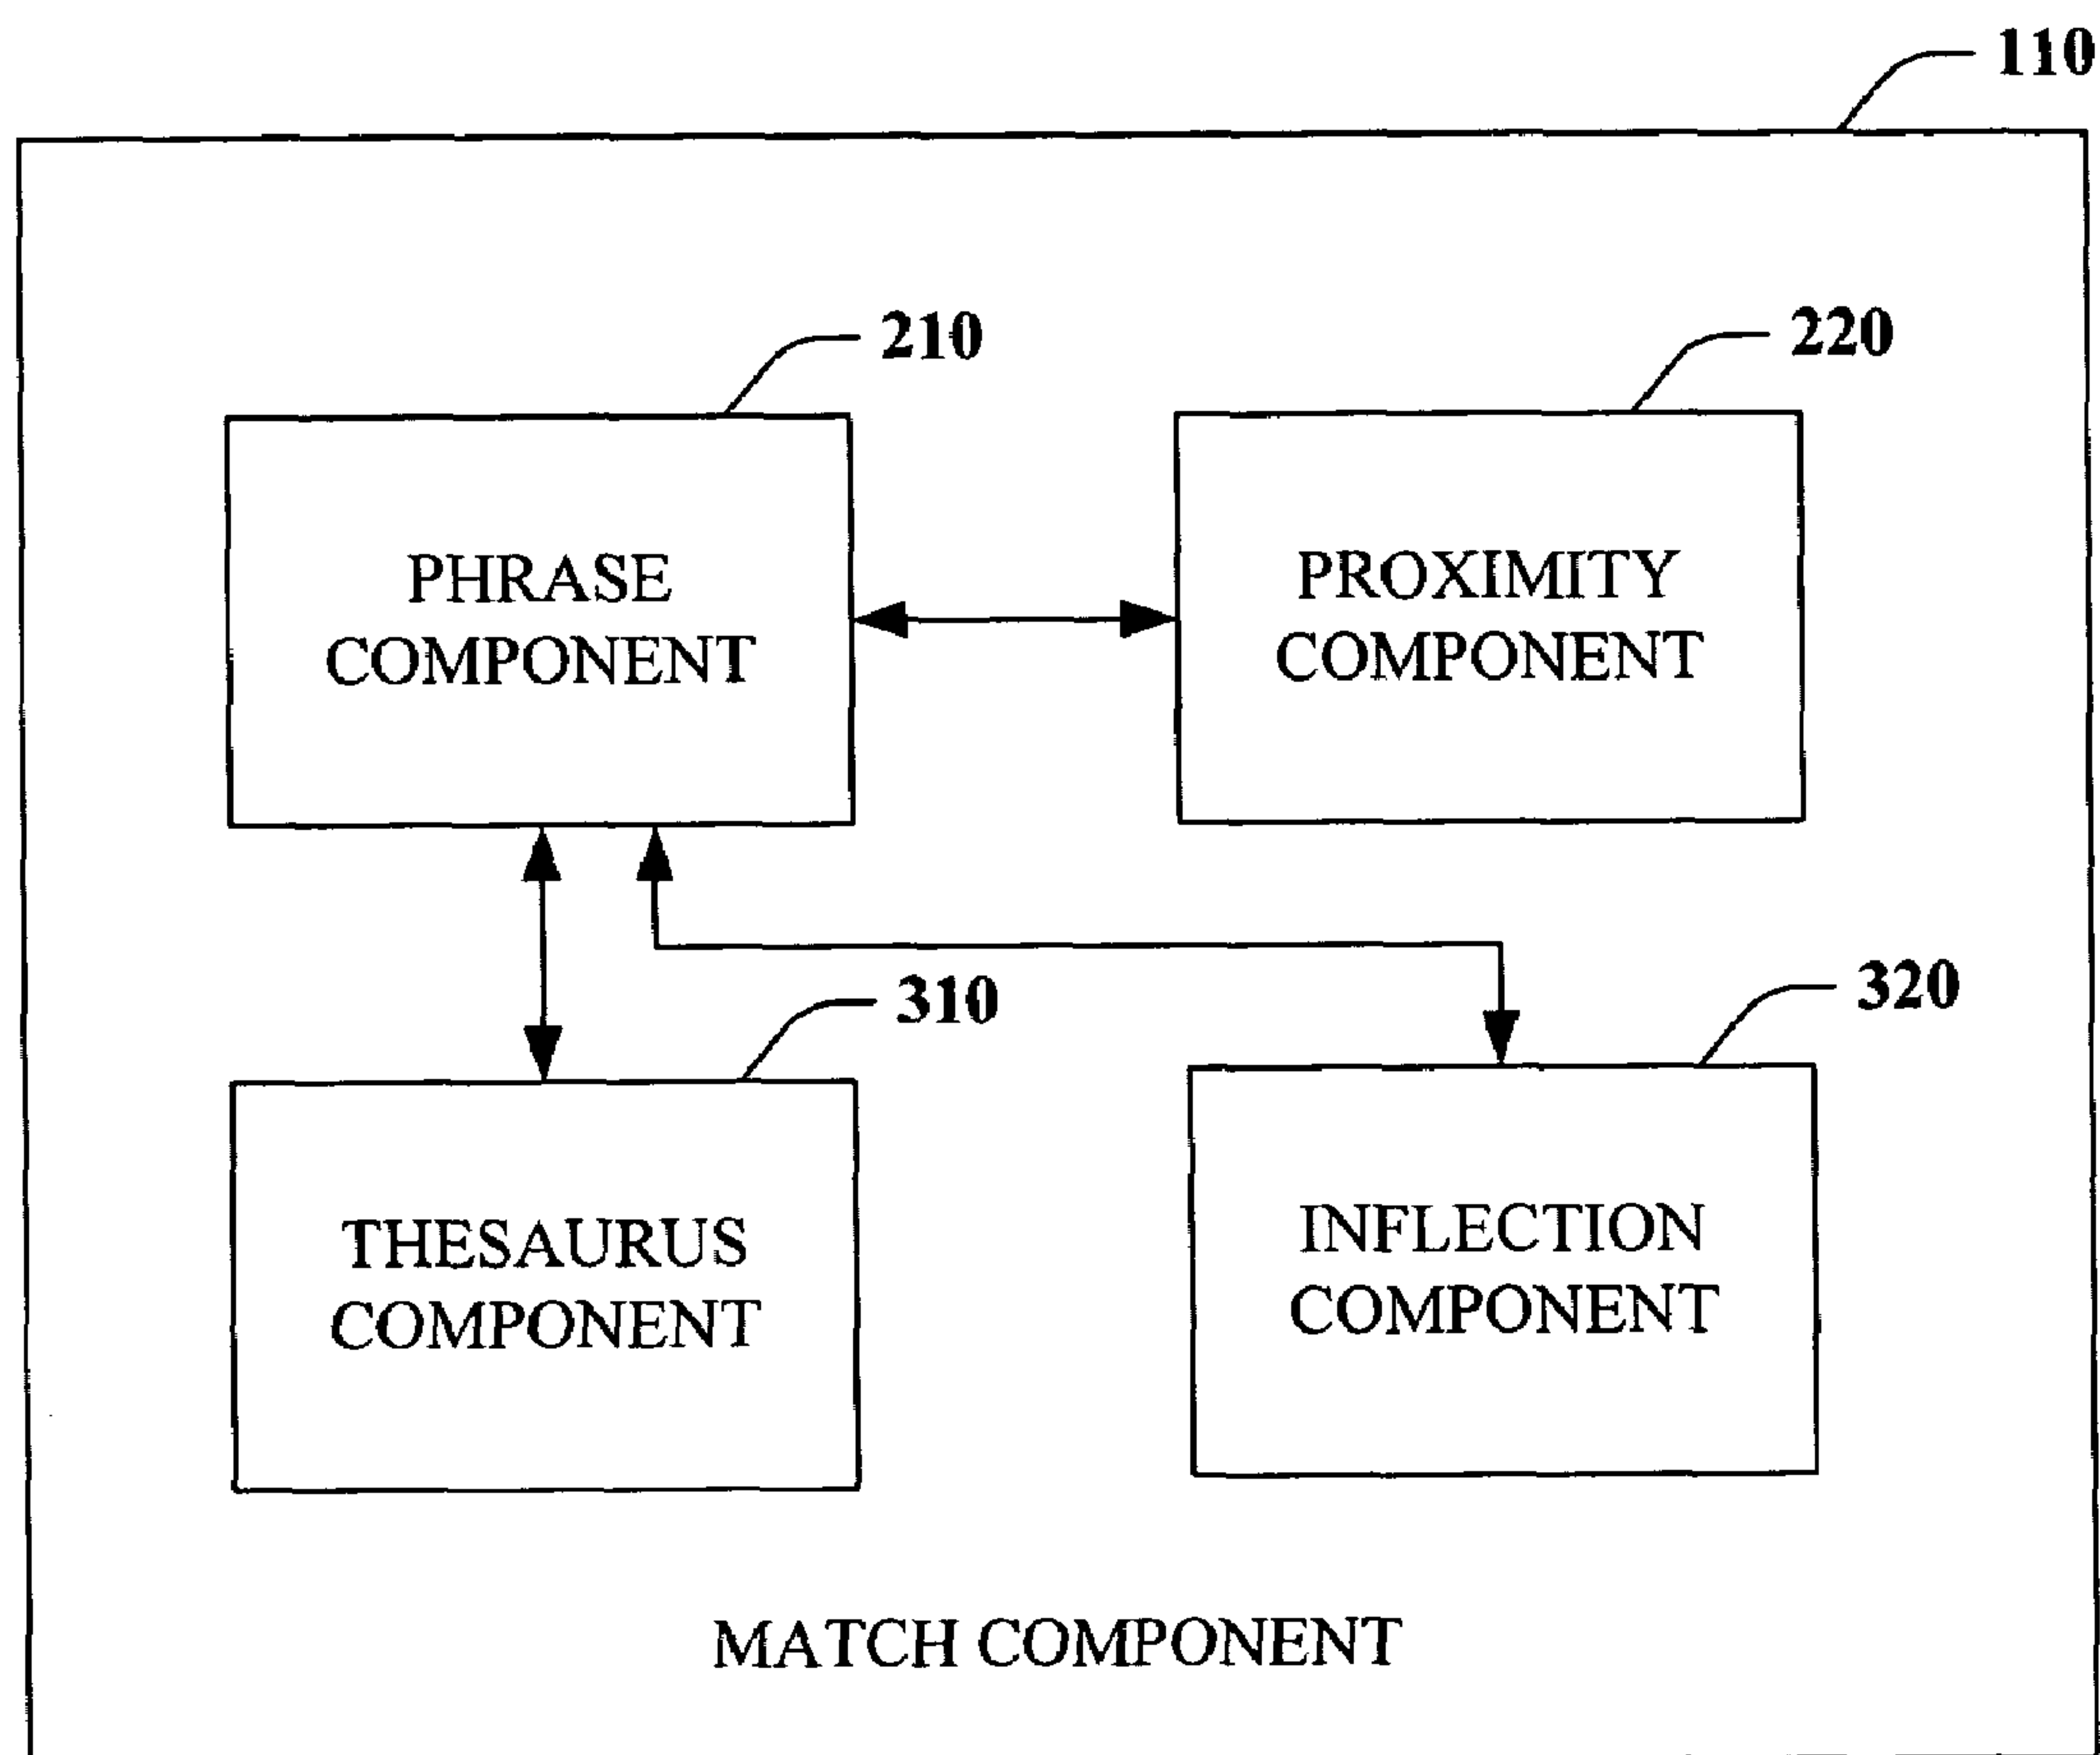 110
210
220
PHRASE
COMPONENT
PROXIMITY
COMPONENT
310
320
THESAURUS
COMPONENT
INFLECTION
COMPONENT
MATCH COMPONENT